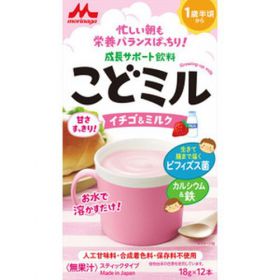 morinaga
忙しい朝も
栄養バランスばっちり!
1歳半頃
から
成長サポート飲料
Growing-up milk
こどミル
イチゴ&ミルク
甘さ
すっきり!
生きて
腸まで届く
ビフィズス菌
カルシウム
&鉄
お水で
溶かすだけ!
人工甘味料・合成着色料・保存料不使用
(無果汁)
スティックタイプ
Made in Japan
18g×12本